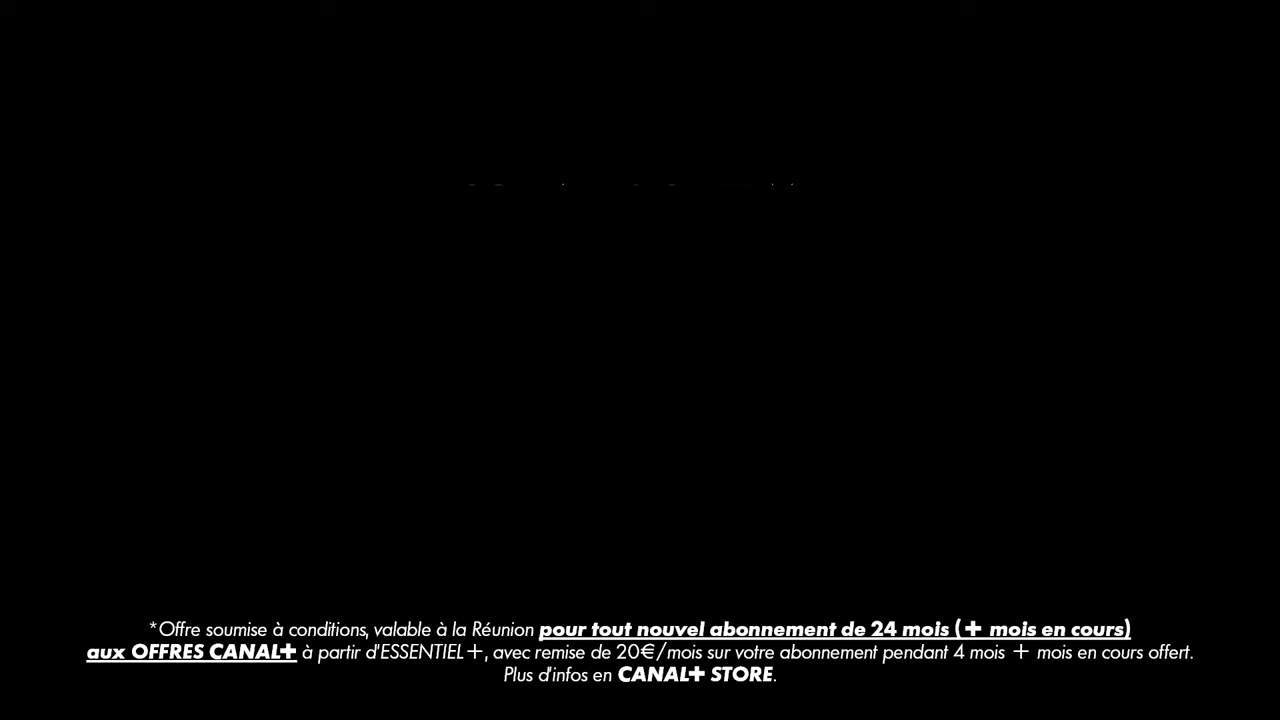 *Offre soumise à conditions, valable à la Réunion pour tout nouvel abonnement de 24 mois (+ mois en cours)
aux OFFRES CANAL+ à partir d'ESSENTIEL+, avec remise de 20€/mois sur votre abonnement pendant 4 mois + mois en cours offert.
Plus d'infos en CANAL+ STORE.